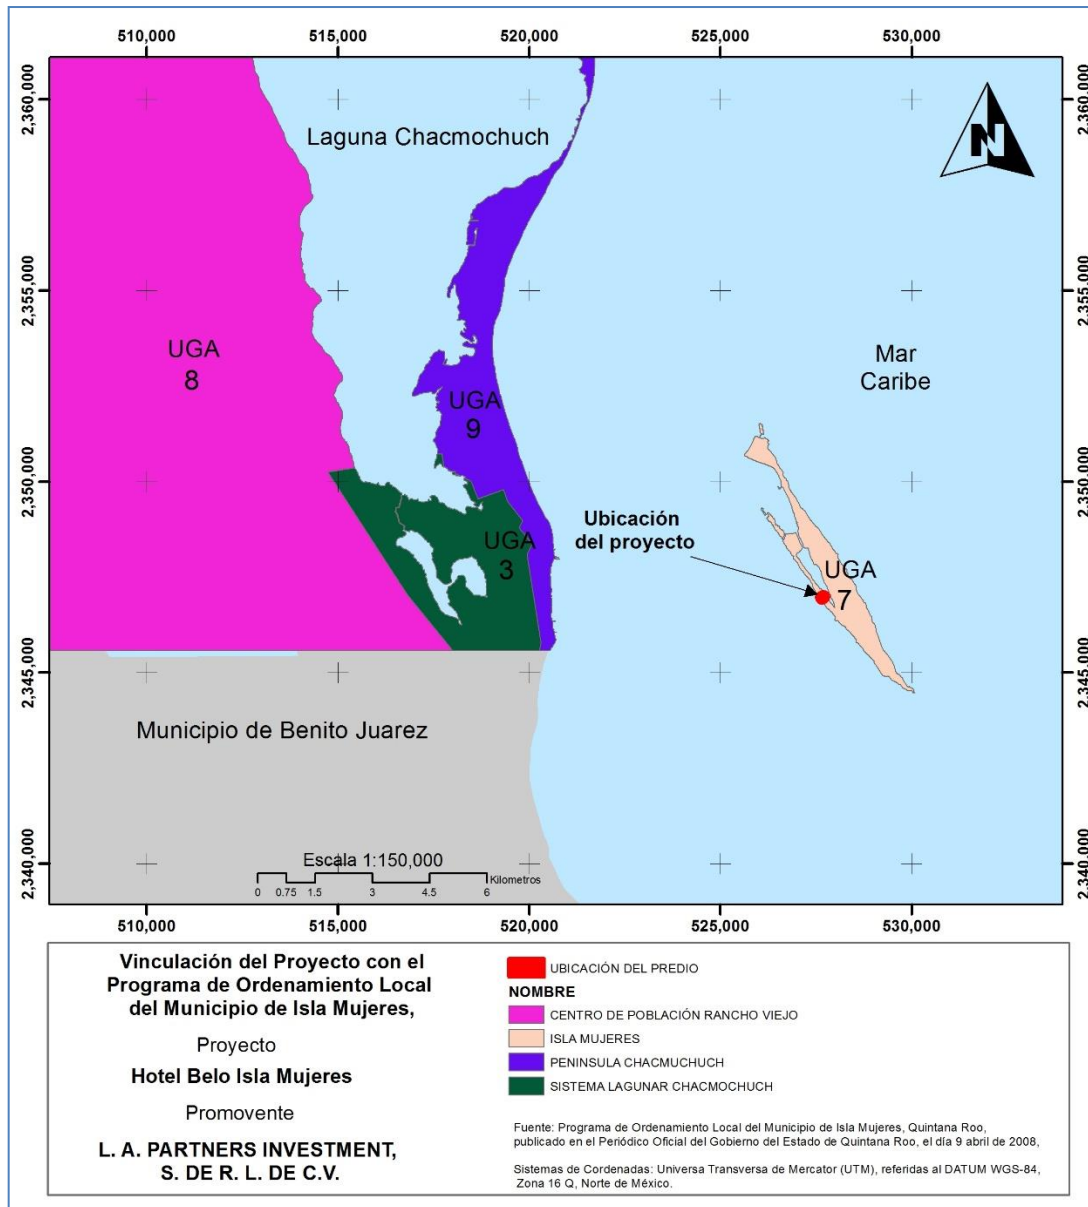 510,000 515,000 520,000 525,000 530,000
2,360,000
2,360,000
Laguna Chacmochuch
N
2,355,000
2,355,000
UGA
8
Mar
Caribe
UGA
9
2,350,000
2,350,000
Ubicación
del proyecto
UGA
3
UGA
7
2,345,000
2,345,000
Municipio de Benito Juarez
2,340,000
2,340,000
Escala 1:150,000
Kilometros
0 0.75 1.5 3 4.5 6
510,000 515,000 520,000 525,000 530,000
Vinculación del Proyecto con el
Programa de Ordenamiento Local
del Municipio de Isla Mujeres,
Proyecto
Hotel Belo Isla Mujeres
Promovente
L. A. PARTNERS INVESTMENT,
S. DE R. L. DE C.V.
UBICACIÓN DEL PREDIO
NOMBRE
CENTRO DE POBLACIÓN RANCHO VIEJO
ISLA MUJERES
PENINSULA CHACMUCHUCH
SISTEMA LAGUNAR CHACMOCHUCH
Fuente: Programa de Ordenamiento Local del Municipio de Isla Mujeres, Quintana Roo,
publicado en el Periódico Oficial del Gobierno del Estado de Quintana Roo, el día 9 abril de 2008,
Sistemas de Cordenadas: Universa Transversa de Mercator (UTM), referidas al DATUM WGS-84,
Zona 16 Q, Norte de México.